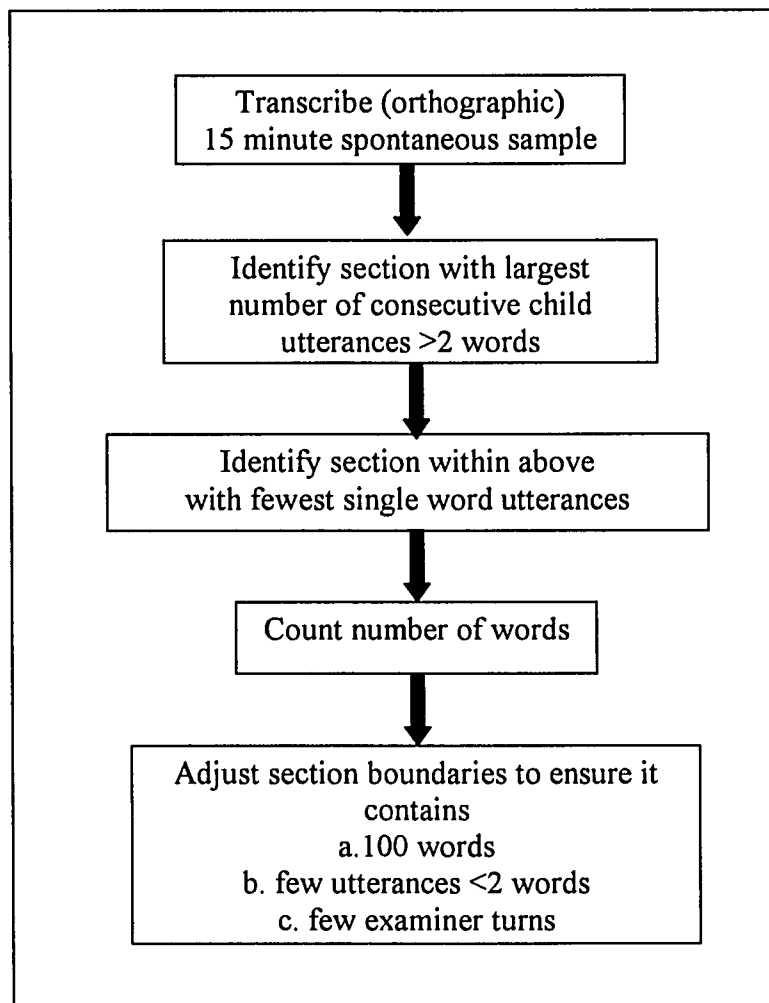 Transcribe (orthographic)
15 minute spontaneous sample
Identify section with largest
number of consecutive child
utterances >2 words
Identify section within above
with fewest single word utterances
Count number of words
Adjust section boundaries to ensure it
contains
a.100 words
b. few utterances <2 words
c. few examiner turns